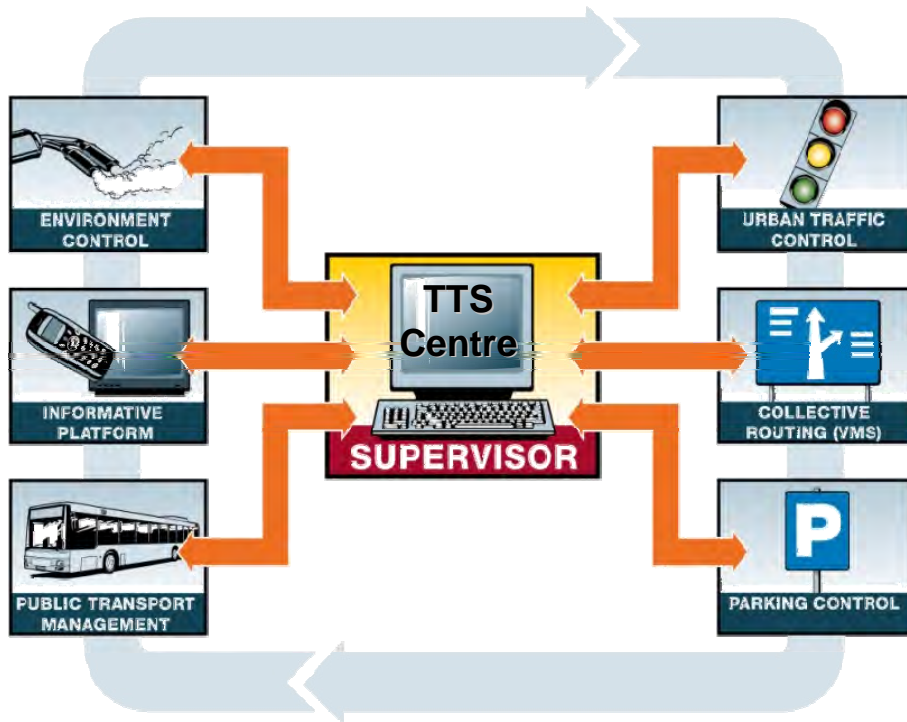 ENVIRONMENT
CONTROL
INFORMATIVE
PLATFORM
PUBLIC TRANSPORT
MANAGEMENT
TTS
Centre
SUPERVISOR
URBAN TRAFFIC
CONTROL
COLLECTIVE
ROUTING (VMS)
P
PARKING CONTROL